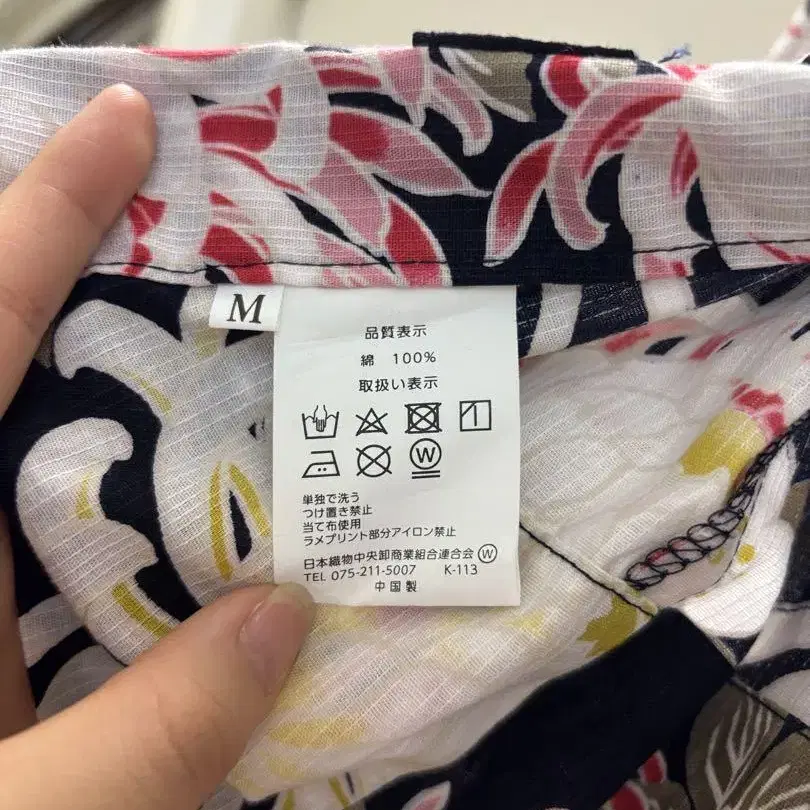 M
品質表示
綿 100%
取扱い表示
W
単独で洗う
つけ置き禁止
当て布使用
ラメプリント部分アイロン禁止
日本織物中央卸商業組合連合会 W
TEL 075-211-5007 K-113
中国製